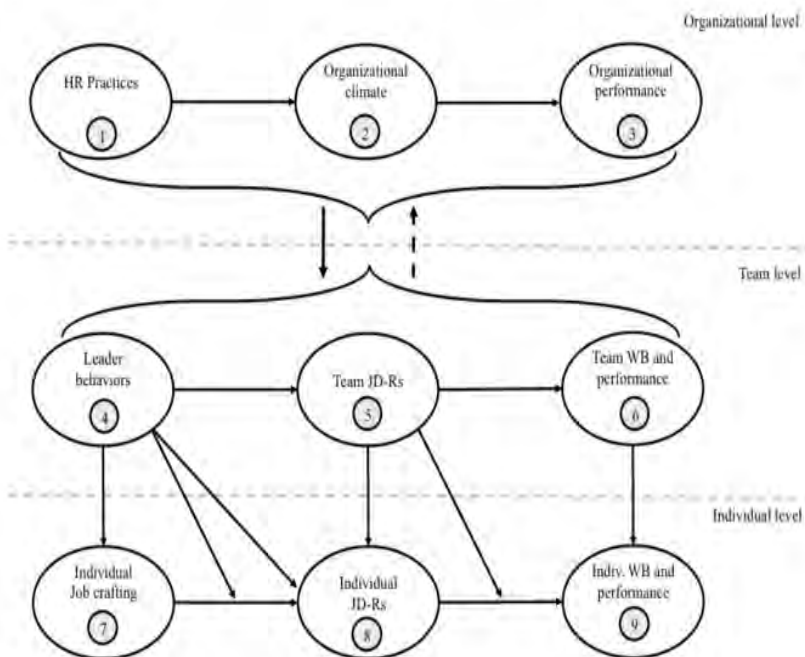 Organizational level
HR Practices
1
Organizational
climate
2
Organizational
performance
3
Team level
Leader
behaviors
4
Team JD-Rs
5
Team WB and
performance
6
Individual level
Individual
Job crafting
7
Individual
JD-Rs
8
Indiv. WB and
performance
9